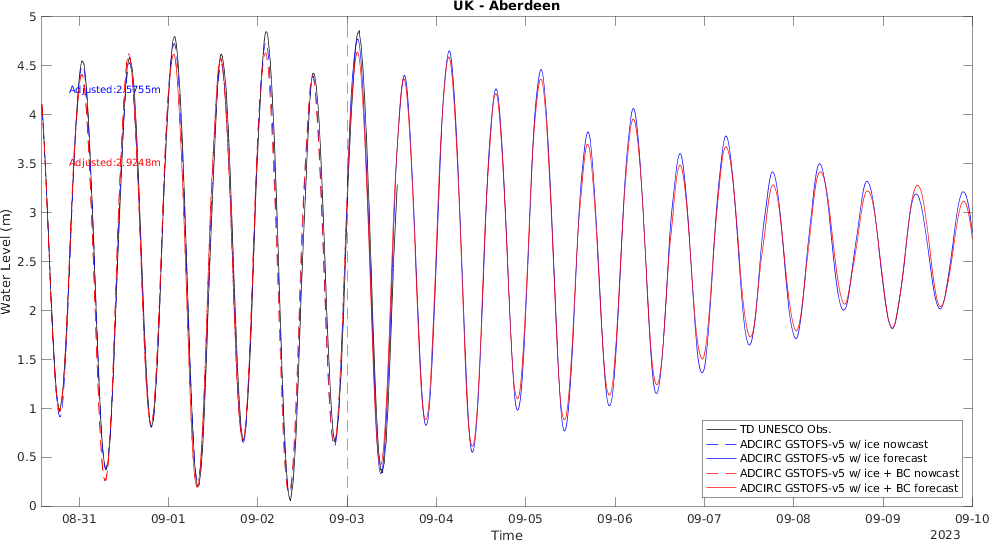 UK - Aberdeen
5
4.5
4
3.5
3
2.5
2
1.5
1
0.5
0
Water Level (m)
Adjusted:2.5755m
Adjusted:2.9248m
TD UNESCO Obs.
ADCIRC GSTOFS-v5 w/ ice nowcast
ADCIRC GSTOFS-v5 w/ ice forecast
ADCIRC GSTOFS-v5 w/ ice + BC nowcast
ADCIRC GSTOFS-v5 w/ ice + BC forecast
08-31 09-01 09-02 09-03 09-04 09-05 09-06 09-07 09-08 09-09 09-10
Time
2023